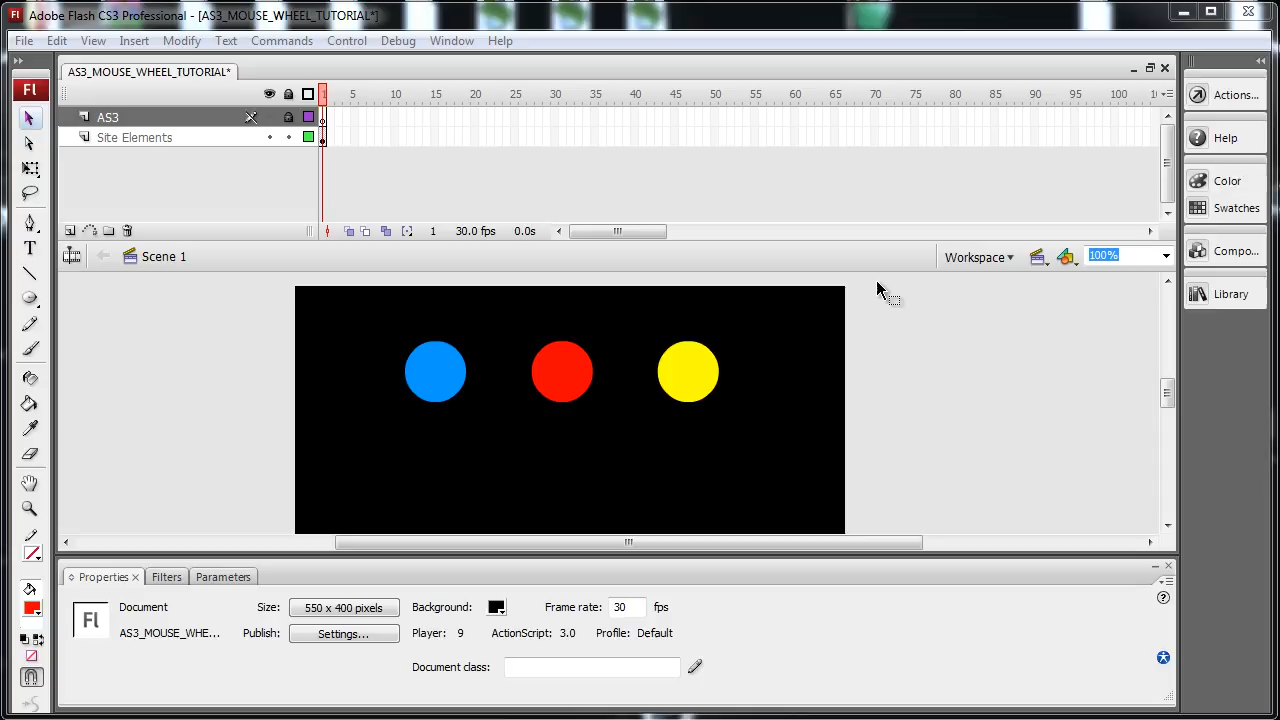 Adobe Flash CS3 Professional - [AS3_MOUSE_WHEEL_TUTORIAL*]
File Edit View Insert Modify Text Commands Control Debug Window Help
AS3_MOUSE_WHEEL_TUTORIAL*
1 5 10 15 20 25 30 35 40 45 50 55 60 65 70 75 80 85 90 95 100 1
Fl
AS3
Actions...
Site Elements
Help
Color
Swatches
1 30.0 fps 0.0s
Scene 1 Workspace 100%
Compo...
Library
Properties Filters Parameters
Fl Document Size: 550 x 400 pixels Background: Frame rate: 30 fps
AS3_MOUSE_WHE... Publish: Settings... Player: 9 ActionScript: 3.0 Profile: Default
Document class: